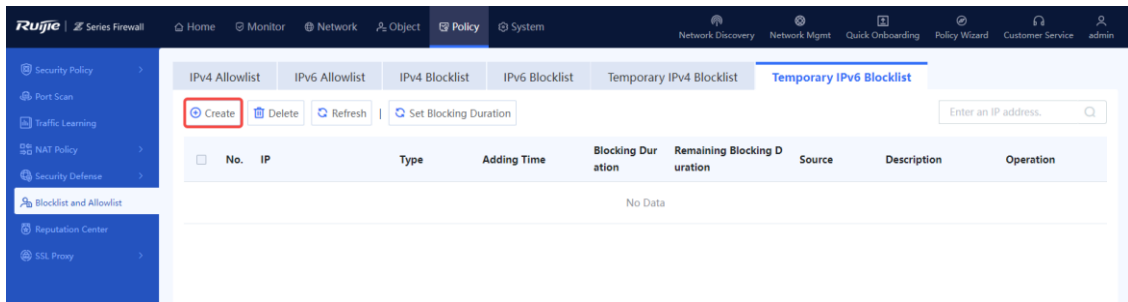 Ruijie | Z Series Firewall
Home Monitor Network Object Policy System
Network Discovery Network Mgmt Quick Onboarding Policy Wizard Customer Service admin
Security Policy
Port Scan
Traffic Learning
NAT Policy
Security Defense
Blocklist and Allowlist
Reputation Center
SSL Proxy
IPv4 Allowlist IPv6 Allowlist IPv4 Blocklist IPv6 Blocklist Temporary IPv4 Blocklist Temporary IPv6 Blocklist
Create Delete Refresh | Set Blocking Duration Enter an IP address.
No. IP Type Adding Time Blocking Dur
ation Remaining Blocking D
uration Source Description Operation
No Data